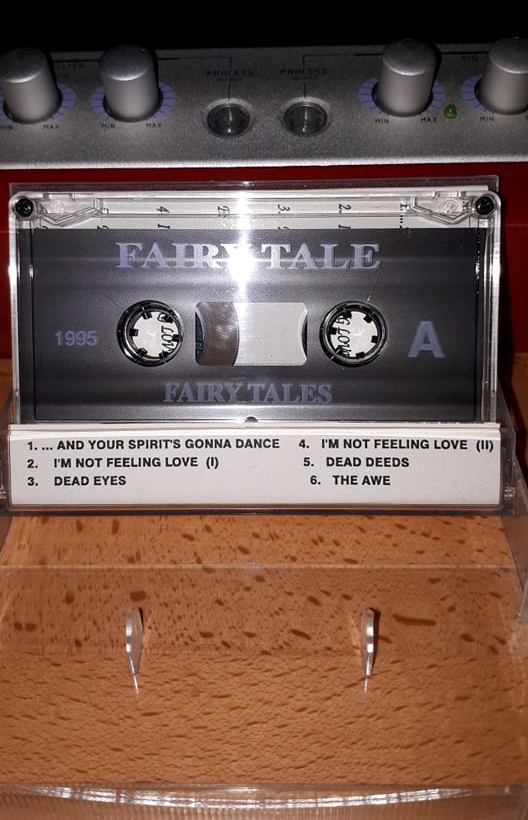 PROCESS PROCESS
MIN MAX MIN MAX MIN MAX MIN
FAIRY TALE
1995 A
FAIRY TALES
1. ... AND YOUR SPIRIT'S GONNA DANCE
2. I'M NOT FEELING LOVE (I)
3. DEAD EYES
4. I'M NOT FEELING LOVE (II)
5. DEAD DEEDS
6. THE AWE